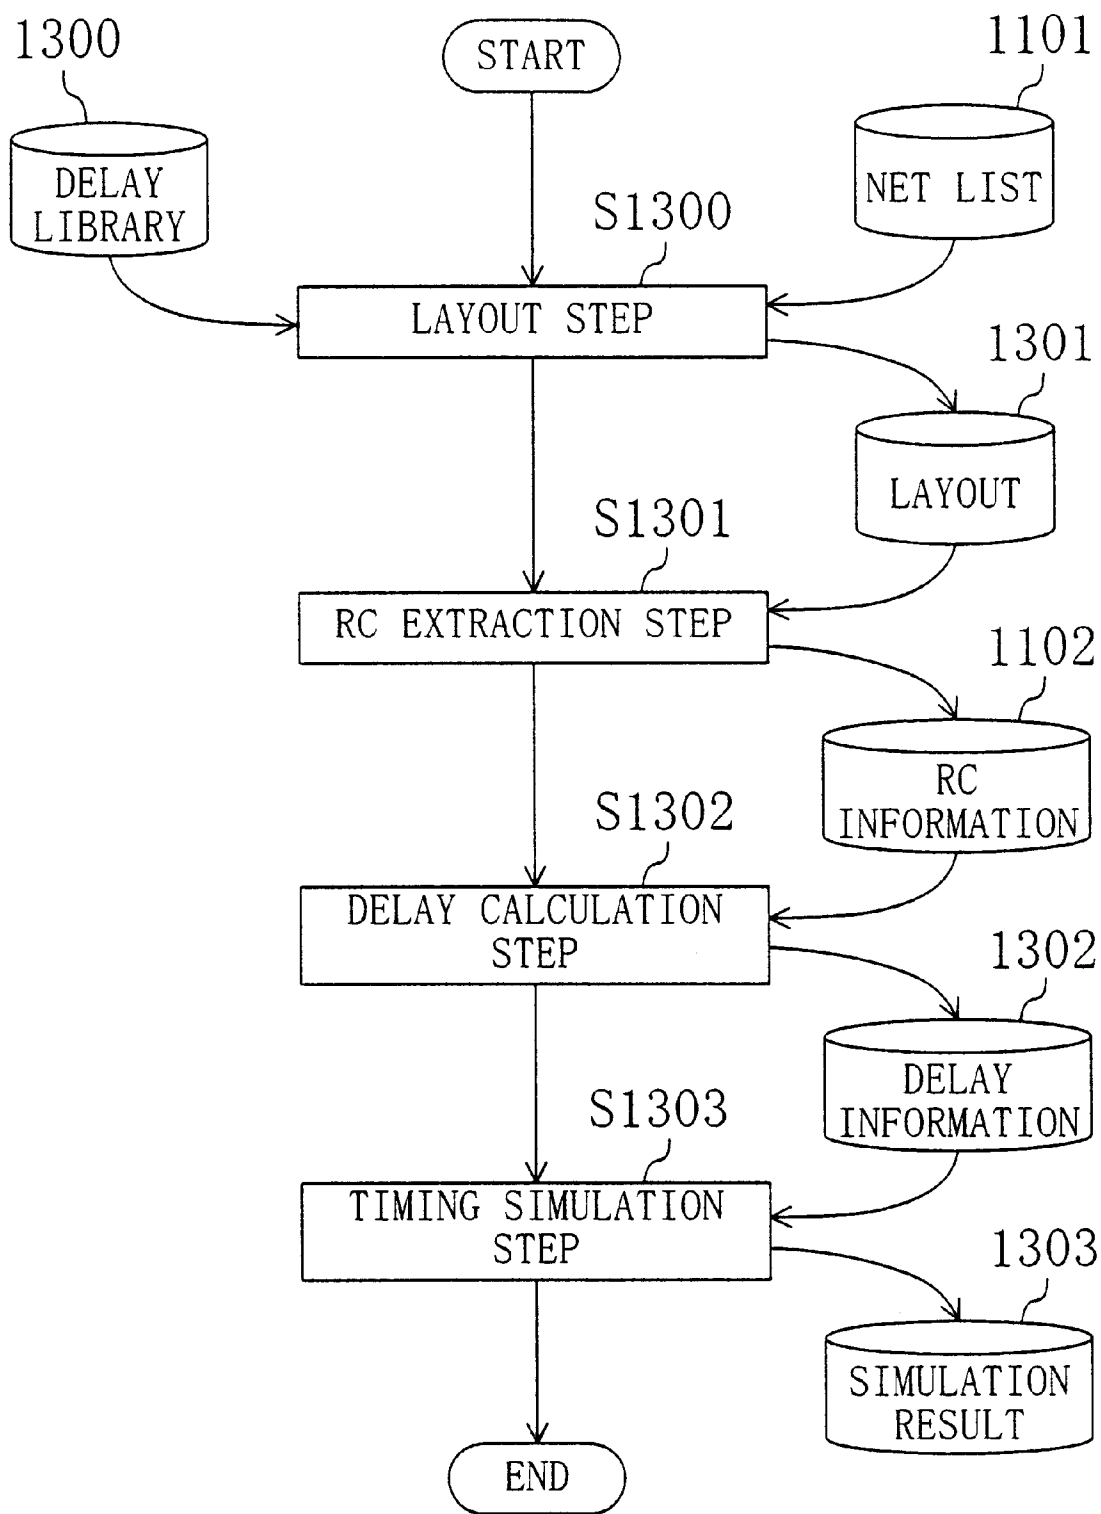 1300
START
1101
DELAY
LIBRARY
NET LIST
S1300
LAYOUT STEP
1301
LAYOUT
S1301
RC EXTRACTION STEP
1102
RC
INFORMATION
S1302
DELAY CALCULATION
STEP
1302
DELAY
INFORMATION
S1303
TIMING SIMULATION
STEP
1303
SIMULATION
RESULT
END